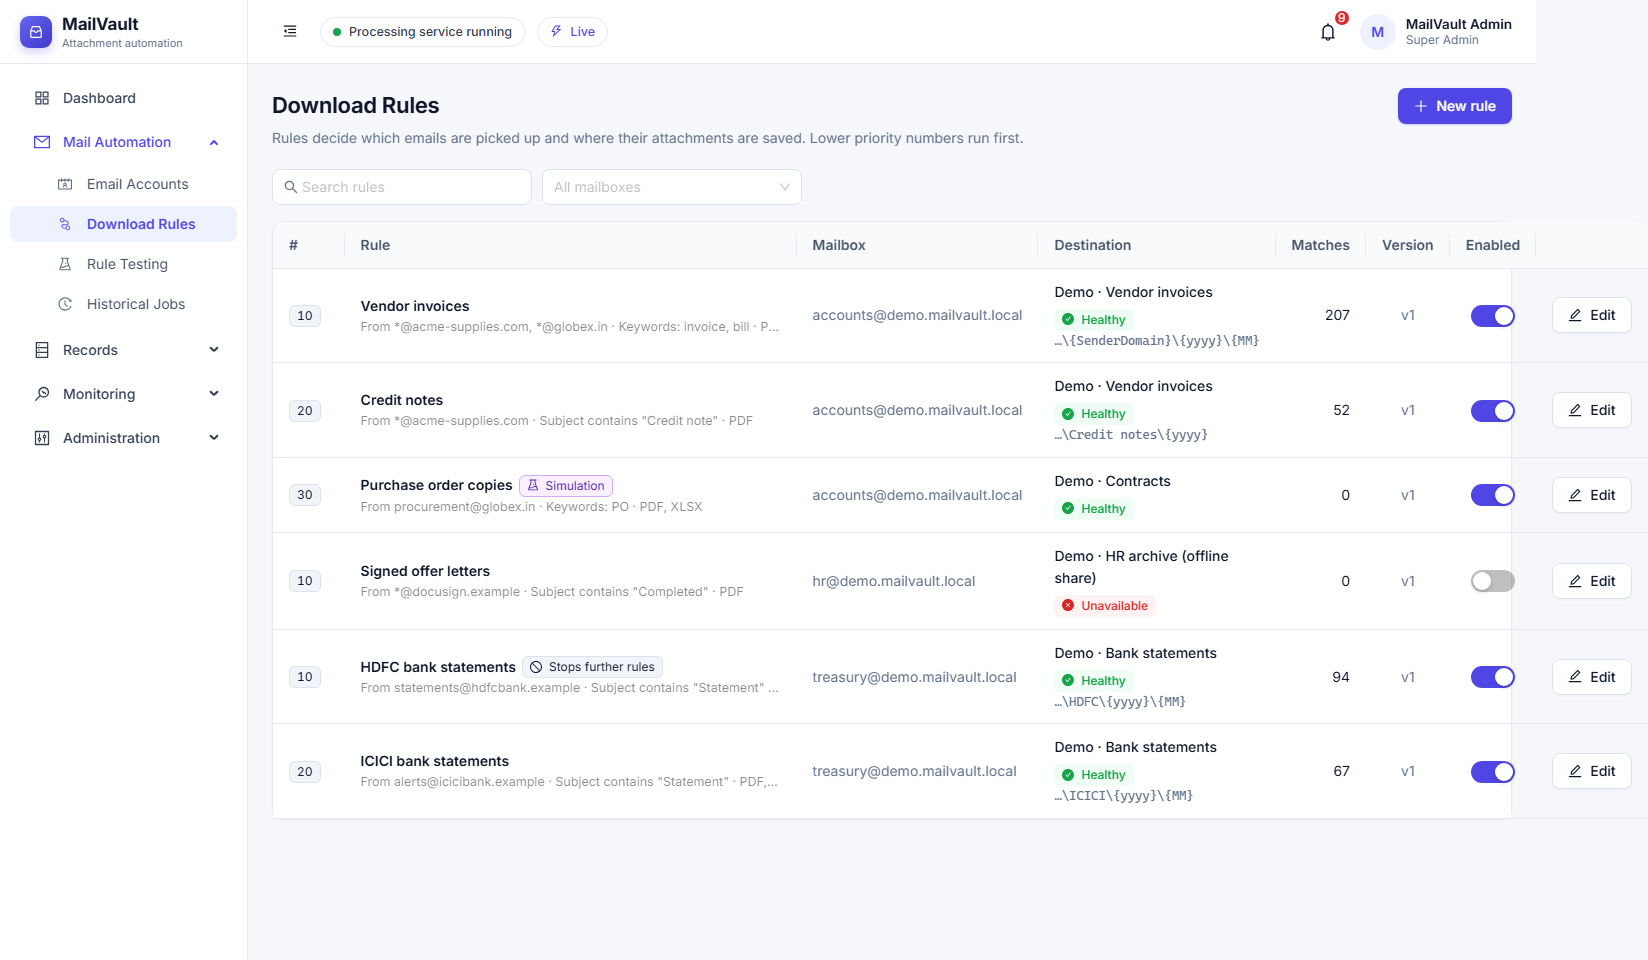 MailVault
Attachment automation
Processing service running
Live
9
M
MailVault Admin
Super Admin
Dashboard
Mail Automation
Email Accounts
Download Rules
Rule Testing
Historical Jobs
Records
Monitoring
Administration
Download Rules
New rule
Rules decide which emails are picked up and where their attachments are saved. Lower priority numbers run first.
Search rules
All mailboxes
# Rule Mailbox Destination Matches Version Enabled
10
Vendor invoices
From *@acme-supplies.com, *@globex.in · Keywords: invoice, bill · P...
accounts@demo.mailvault.local
Demo · Vendor invoices
Healthy
…\{SenderDomain}\{yyyy}\{MM}
207
v1
Edit
20
Credit notes
From *@acme-supplies.com · Subject contains "Credit note" · PDF
accounts@demo.mailvault.local
Demo · Vendor invoices
Healthy
…\Credit notes\{yyyy}
52
v1
Edit
30
Purchase order copies Simulation
From procurement@globex.in · Keywords: PO · PDF, XLSX
accounts@demo.mailvault.local
Demo · Contracts
Healthy
0
v1
Edit
10
Signed offer letters
From *@docusign.example · Subject contains "Completed" · PDF
hr@demo.mailvault.local
Demo · HR archive (offline
share)
Unavailable
0
v1
Edit
10
HDFC bank statements Stops further rules
From statements@hdfcbank.example · Subject contains "Statement" ...
treasury@demo.mailvault.local
Demo · Bank statements
Healthy
…\HDFC\{yyyy}\{MM}
94
v1
Edit
20
ICICI bank statements
From alerts@icicibank.example · Subject contains "Statement" · PDF,...
treasury@demo.mailvault.local
Demo · Bank statements
Healthy
…\ICICI\{yyyy}\{MM}
67
v1
Edit